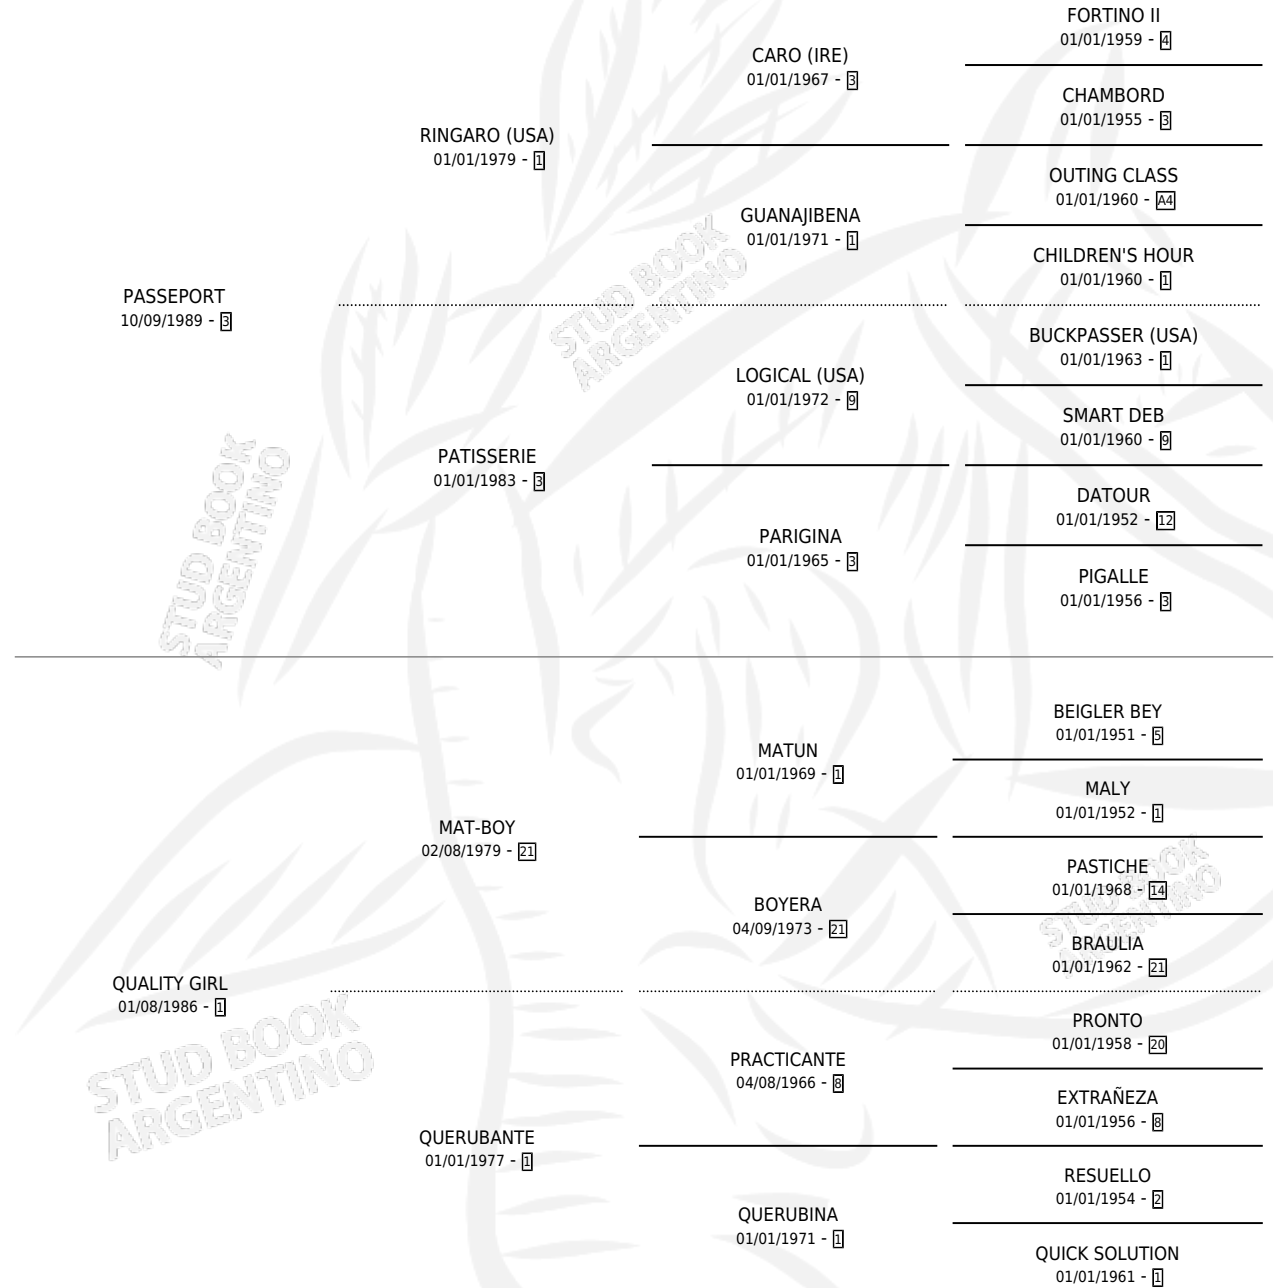 FORTINO II
01/01/1959 - 4
CARO (IRE)
01/01/1967 - 3
CHAMBORD
01/01/1955 - 3
RINGARO (USA)
01/01/1979 - 1
OUTING CLASS
01/01/1960 - A4
GUANAJIBENA
01/01/1971 - 1
CHILDREN'S HOUR
01/01/1960 - 1
PASSEPORT
10/09/1989 - 3
BUCKPASSER (USA)
01/01/1963 - 1
LOGICAL (USA)
01/01/1972 - 9
SMART DEB
01/01/1960 - 9
PATISSERIE
01/01/1983 - 3
DATOUR
01/01/1952 - 12
PARIGINA
01/01/1965 - 3
PIGALLE
01/01/1956 - 3
BEIGLER BEY
01/01/1951 - 5
MATUN
01/01/1969 - 1
MALY
01/01/1952 - 1
MAT-BOY
02/08/1979 - 21
PASTICHE
01/01/1968 - 14
BOYERA
04/09/1973 - 21
BRAULIA
01/01/1962 - 21
QUALITY GIRL
01/08/1986 - 1
PRONTO
01/01/1958 - 20
PRACTICANTE
04/08/1966 - 8
EXTRAÑEZA
01/01/1956 - 8
QUERUBANTE
01/01/1977 - 1
RESUELLO
01/01/1954 - 2
QUERUBINA
01/01/1971 - 1
QUICK SOLUTION
01/01/1961 - 1
STUD BOOK
ARGENTINO
STUD BOOK
ARGENTINO
STUD BOOK
ARGENTINO
STUD BOOK
ARGENTINO